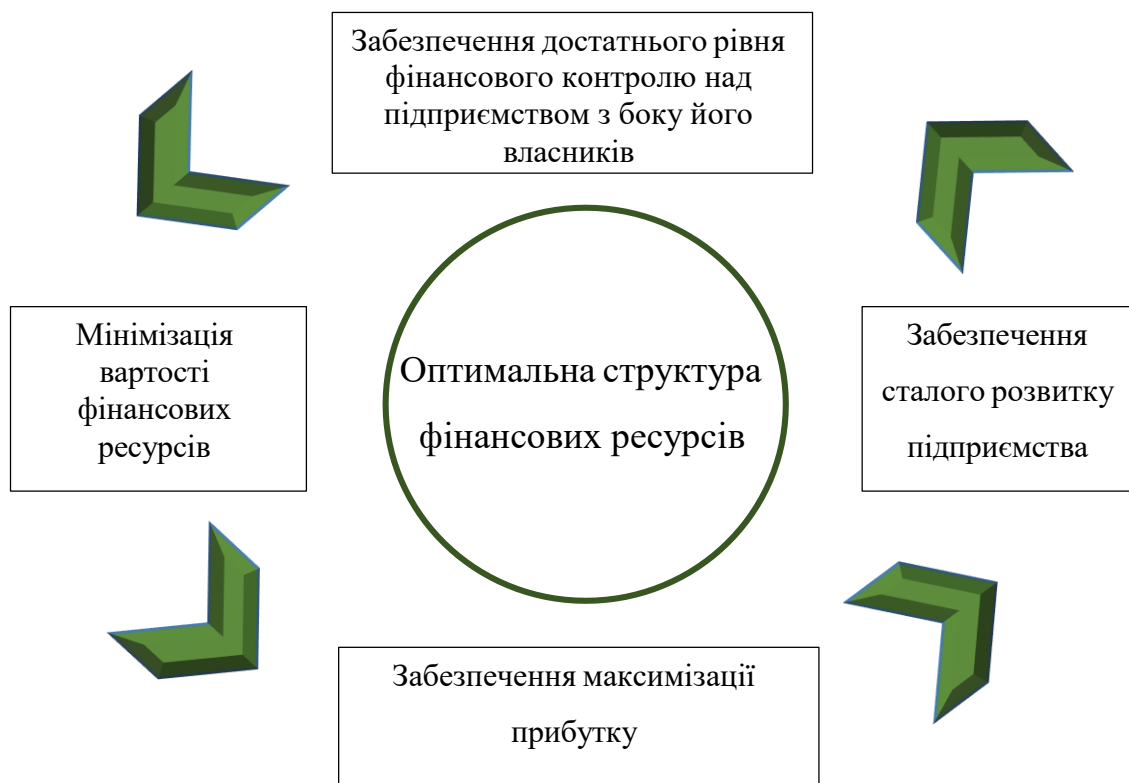 Забезпечення достатнього рівня
фінансового контролю над
підприємством з боку його
власників
Мінімізація
вартості
фінансових
ресурсів
Оптимальна структура
фінансових ресурсів
Забезпечення
сталого розвитку
підприємства
Забезпечення максимізації
прибутку